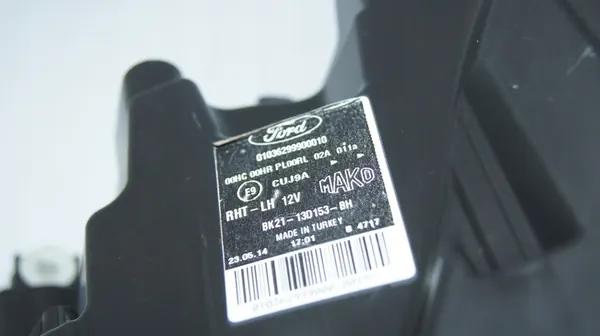 Ford
01036299900010
00HC 00HR PL00RL 02A
E9 CUJ9A MAKO
RHT-LH 12V
BK21-13D153-BH
MADE IN TURKEY
23.05.14 17:01 B 4717